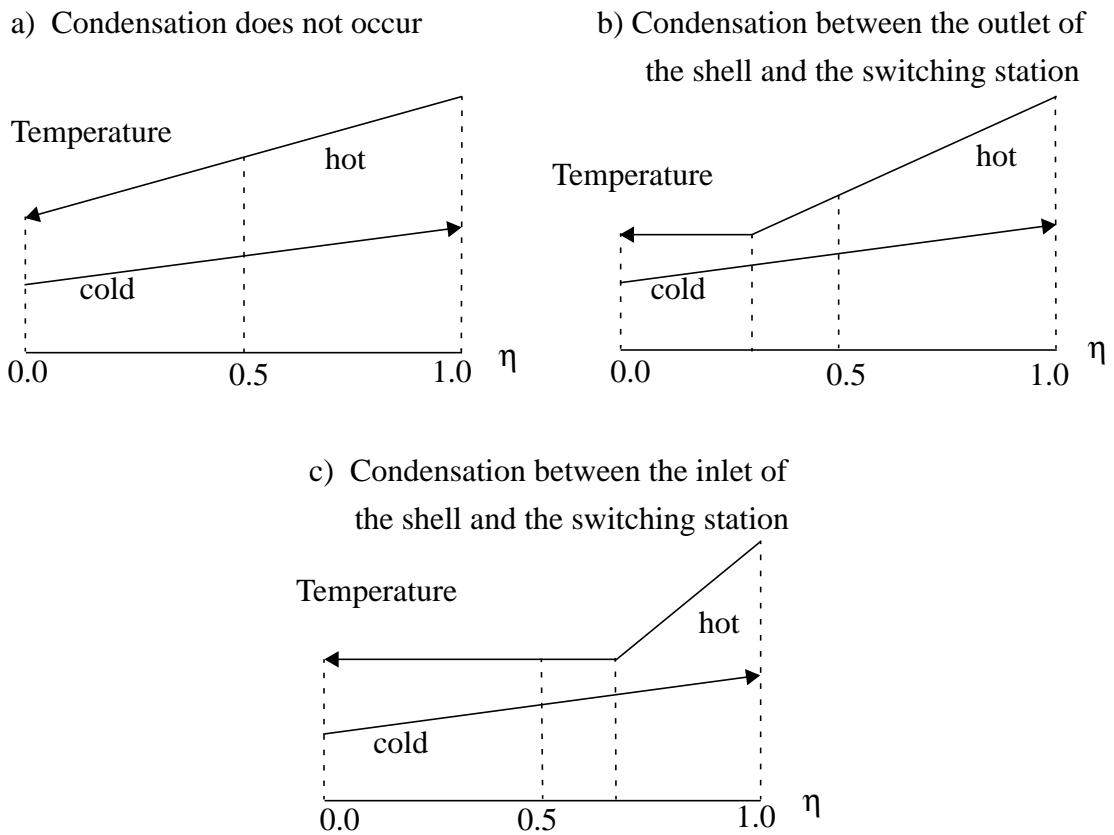 a) Condensation does not occur
Temperature
hot
cold
0.0
0.5
1.0
η
b) Condensation between the outlet of
the shell and the switching station
Temperature
hot
cold
0.0
0.5
1.0
η
c) Condensation between the inlet of
the shell and the switching station
Temperature
hot
cold
0.0
0.5
1.0
η